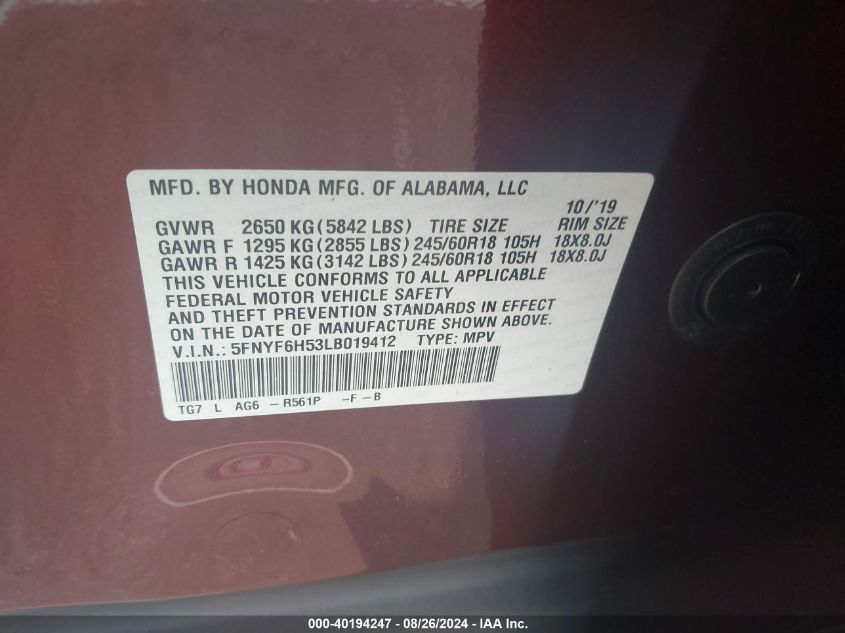 MFD. BY HONDA MFG. OF ALABAMA, LLC
10/'19
GVWR 2650 KG (5842 LBS) TIRE SIZE RIM SIZE
GAWR F 1295 KG (2855 LBS) 245/60R18 105H 18X8.0J
GAWR R 1425 KG (3142 LBS) 245/60R18 105H 18X8.0J
THIS VEHICLE CONFORMS TO ALL APPLICABLE
FEDERAL MOTOR VEHICLE SAFETY
AND THEFT PREVENTION STANDARDS IN EFFECT
ON THE DATE OF MANUFACTURE SHOWN ABOVE.
V.I.N.: 5FNYF6H53LB019412 TYPE: MPV
TG7 L AG6 - R561P -F -B
000-40194247 - 08/26/2024 - IAA Inc.